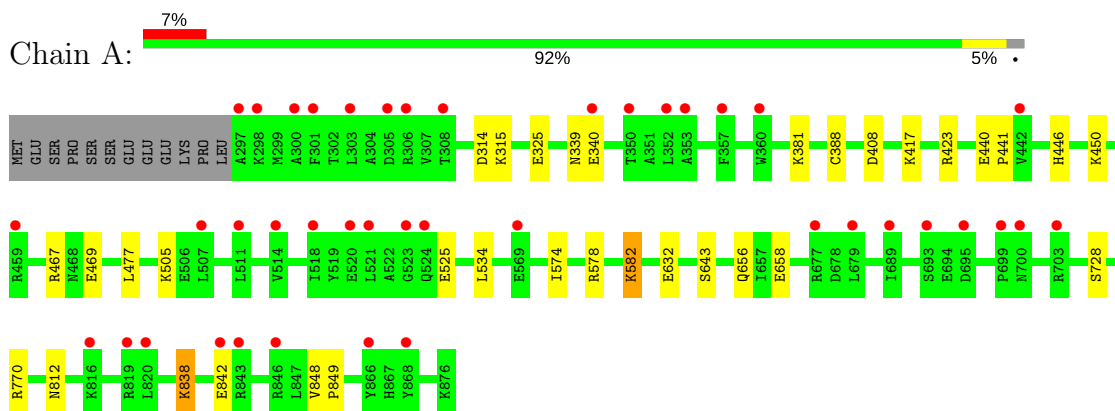 7%
Chain A:
92% 5% •
MET GLU SER PRO SER SER GLU GLU GLU LYS PRO LEU A297 K298 M299 A300 F301 T302 L303 A304 D305 R306 V307 T308 D314 K315 E325 N339 E340 T350 A351 L352 A353 F357 W360 K381 C388 D408 K417 R423 E440 P441 V442 H446 K450
R459 R467 N468 E469 L477 K505 E506 L507 L511 V514 I518 Y519 E520 L521 A522 G523 Q524 E525 L534 E569 I574 R578 K582 E632 S643 Q656 I657 E658 R677 D678 L679 I689 S693 E694 D695 P699 N700 R703 S728
R770 N812 K816 R819 L820 K838 E842 R843 R846 L847 V848 P849 Y866 H867 Y868 K876